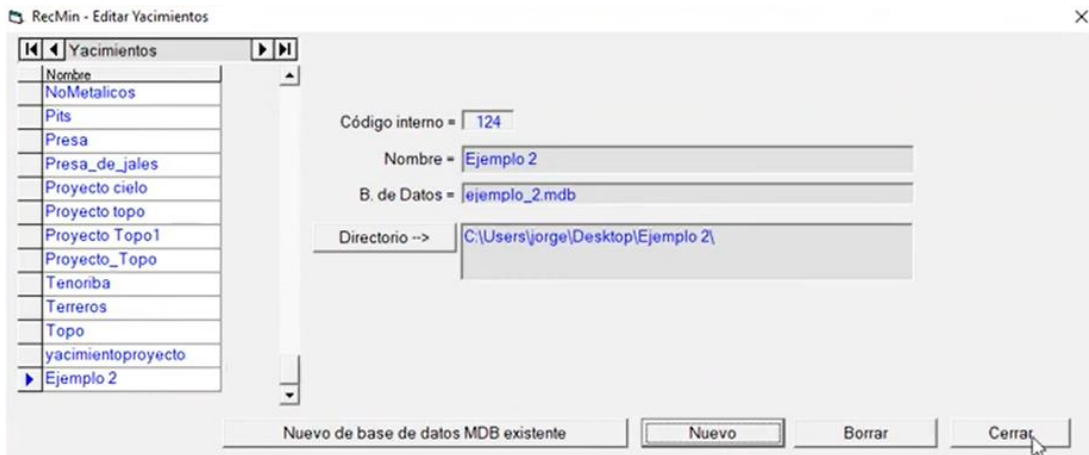 RecMin - Editar Yacimientos
Yacimientos
Nombre
NoMetalicos
Pits
Presa
Presa_de_jales
Proyecto cielo
Proyecto topo
Proyecto Topo1
Proyecto_Topo
Tenoriba
Terreros
Topo
yacimientoproyecto
Ejemplo 2
Código interno = 124
Nombre = Ejemplo 2
B. de Datos = ejemplo_2.mdb
Directorio --> C:\Users\jorge\Desktop\Ejemplo 2\
Nuevo de base de datos MDB existente Nuevo Borrar Cerrar